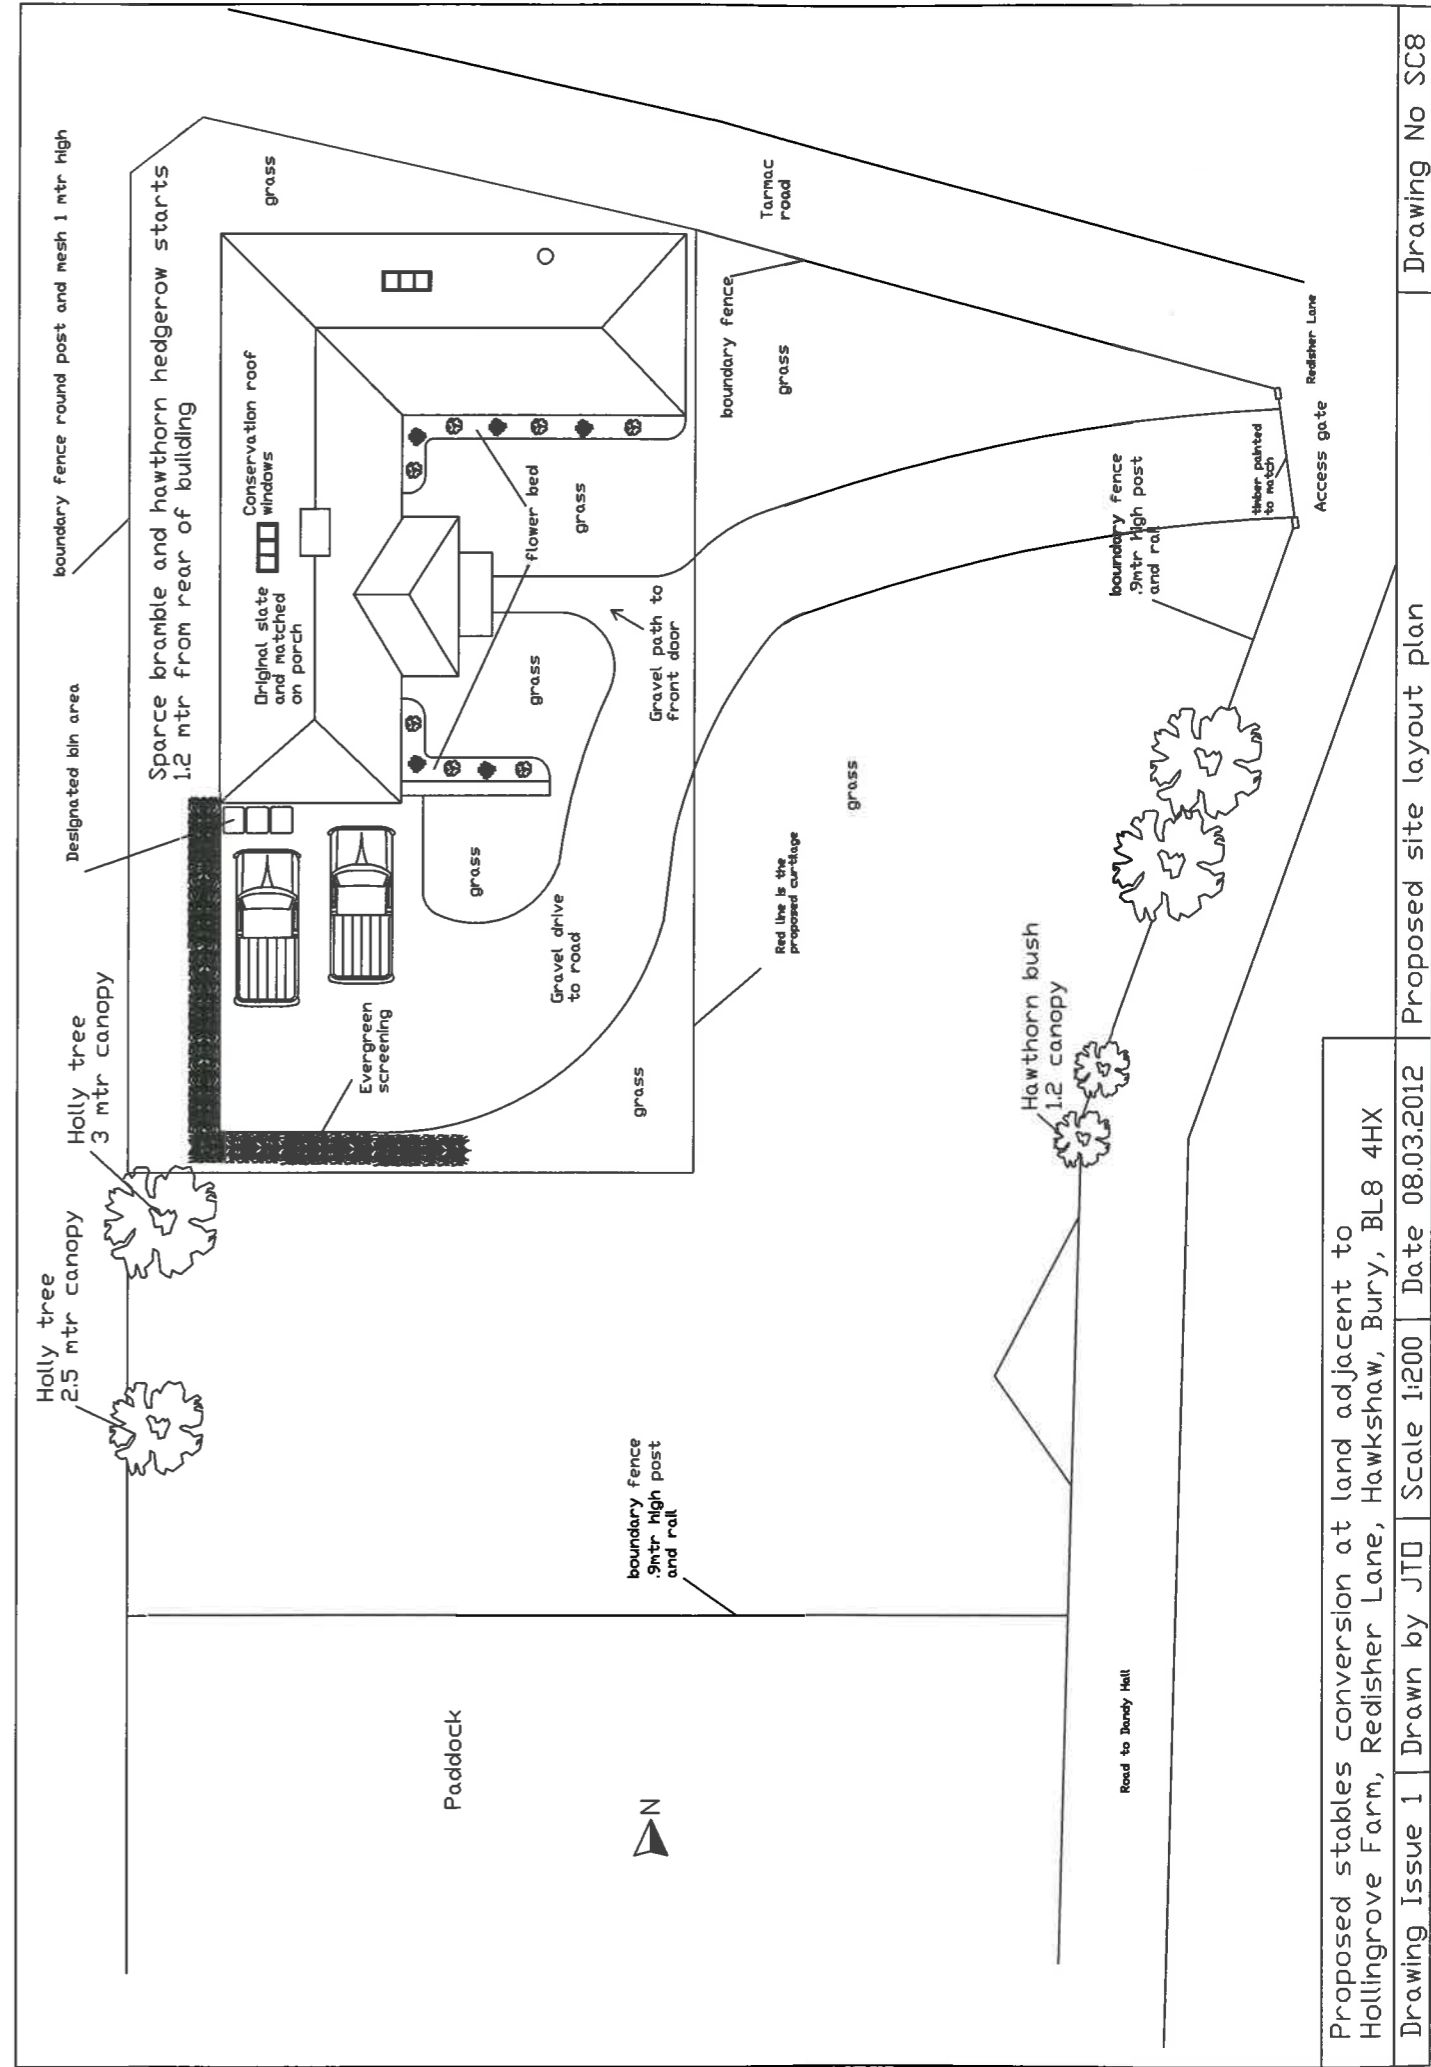 boundary fence round post and mesh 1 mtr high
Designated bin area
Holly tree
3 mtr canopy
Holly tree
2.5 mtr canopy
Sparce bramble and hawthorn hedgerow starts
1.2 mtr from rear of building
grass
Original slate
and matched
on porch
Conservation roof
windows
Evergreen
screening
grass
grass
flower bed
grass
Gravel drive
to road
Gravel path to
front door
grass
boundary fence
grass
Tarmac
road
Red line is the
proposed curtilage
grass
boundary fence
.9mtr high post
and rail
Paddock
N
Hawthorn bush
1.2 canopy
boundary fence
.9mtr high post
and rail
timber painted
to match
Access gate
Redisher Lane
Road to Dandy Hall
Proposed stables conversion at land adjacent to
Hollingrove Farm, Redisher Lane, Hawkshaw, Bury, BL8 4HX
Drawing Issue 1 Drawn by JTD Scale 1:200 Date 08.03.2012 Proposed site layout plan Drawing No SC8